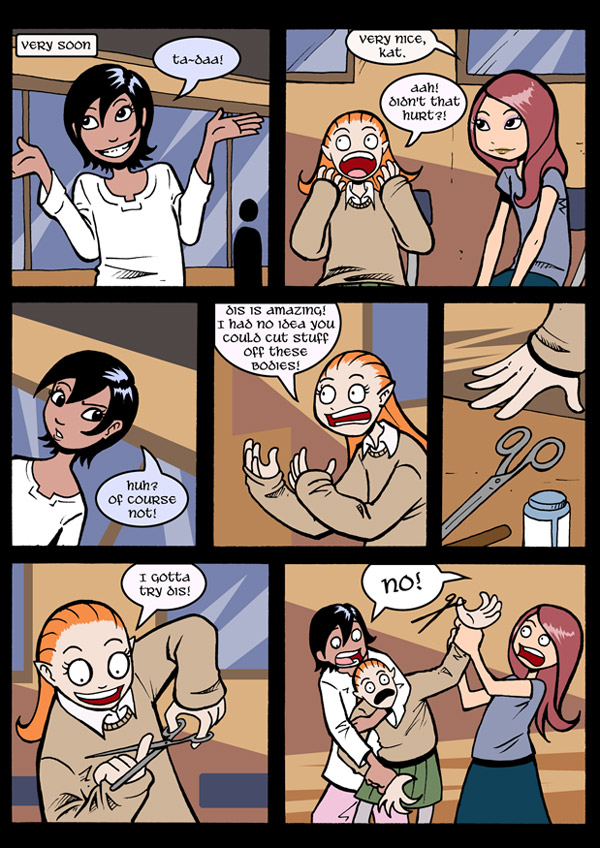 very soon
ta-daa!
very nice,
kat.
aah!
didn't that
hurt?!
huh?
of course
not!
dis is amazing!
I had no idea you
could cut stuff
off these
bodies!
I gotta
try dis!
no!